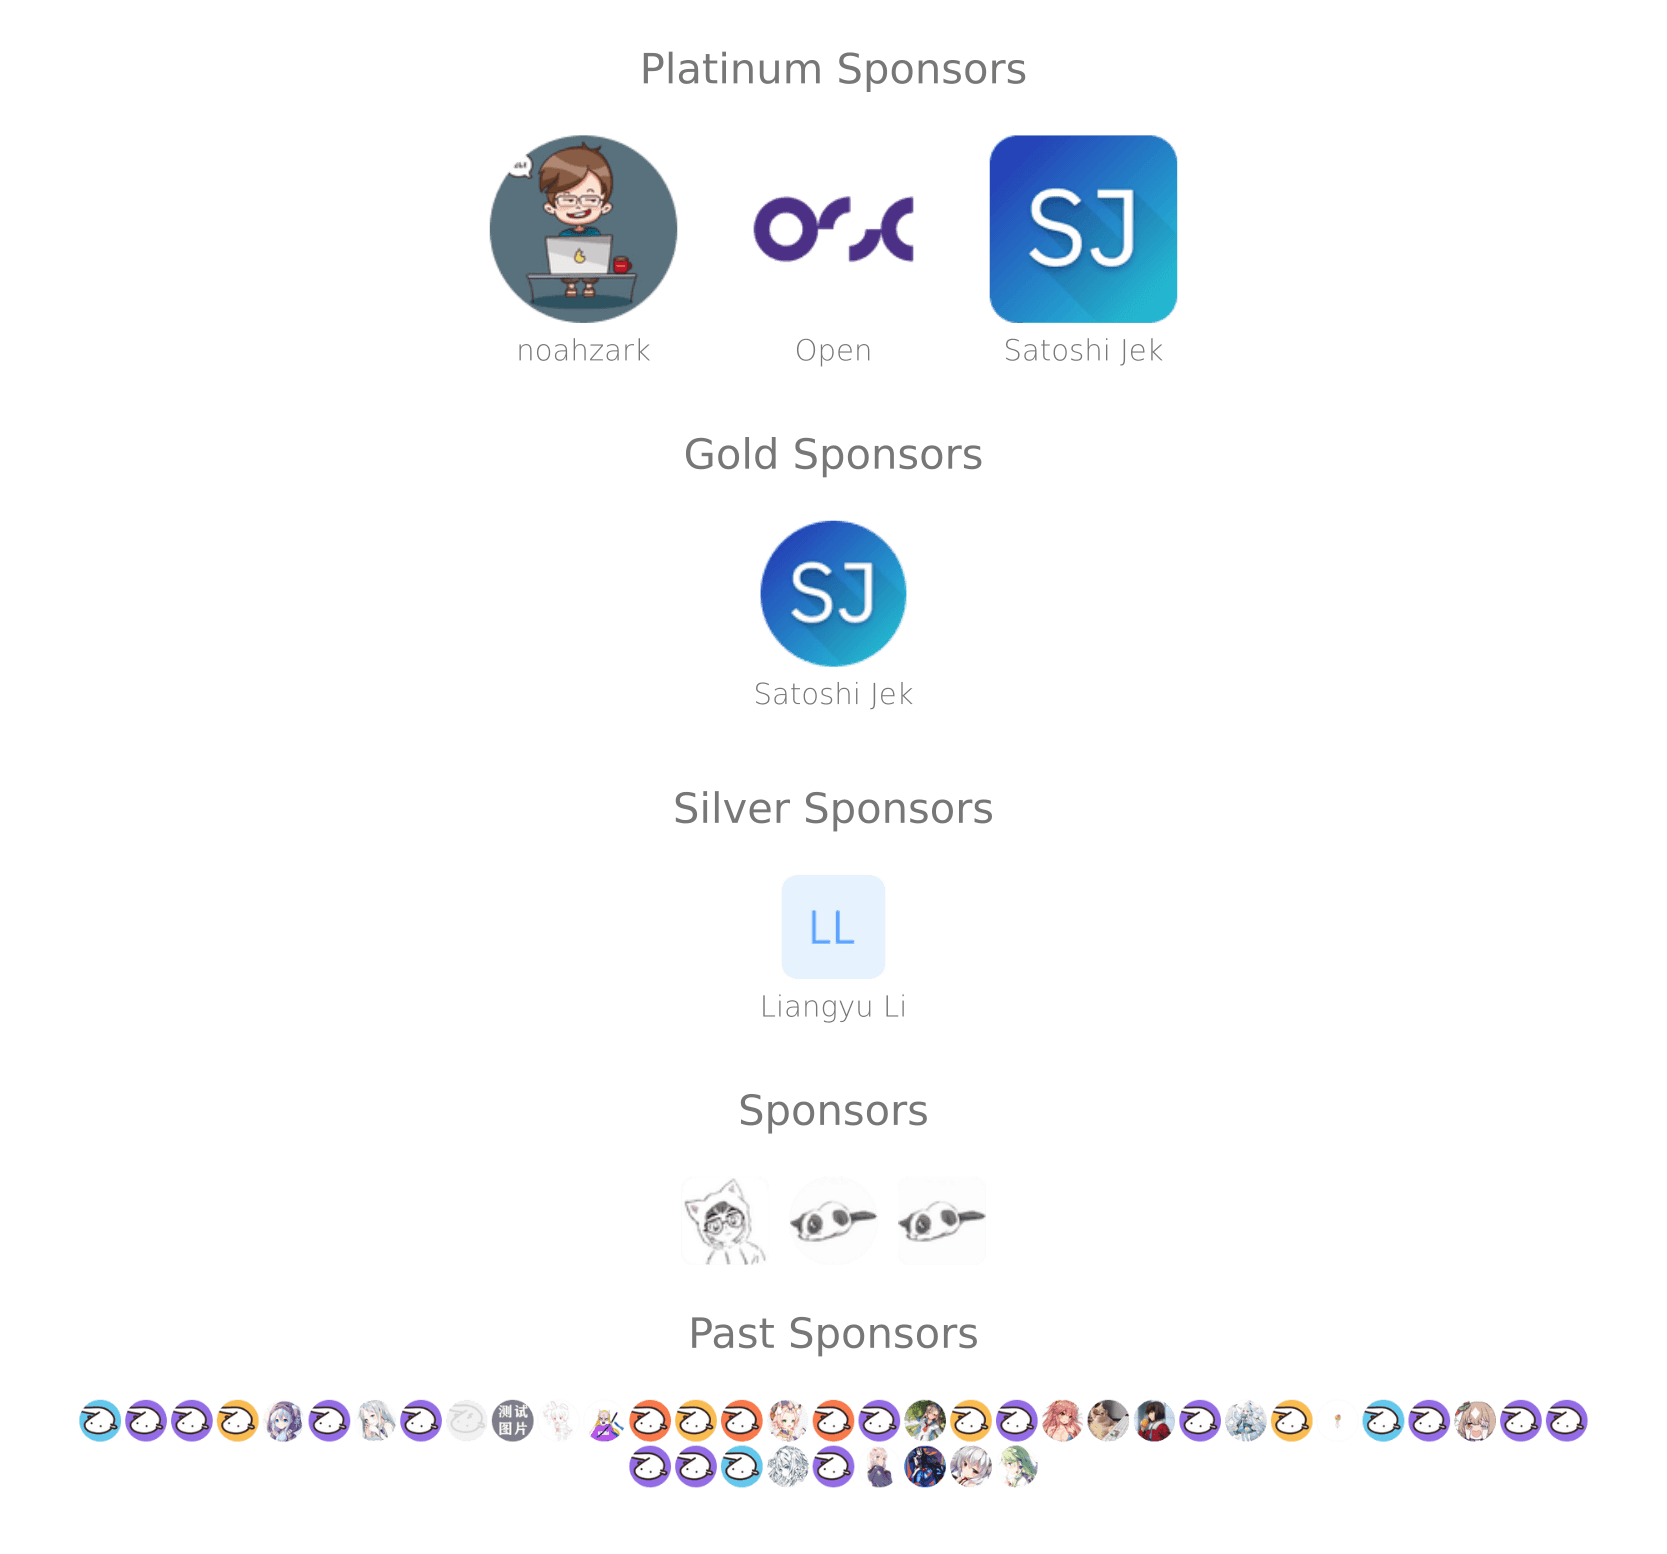 Platinum Sponsors
SJ
noahzark
Open
Satoshi Jek
Gold Sponsors
SJ
Satoshi Jek
Silver Sponsors
LL
Liangyu Li
Sponsors
Past Sponsors
测试
图片